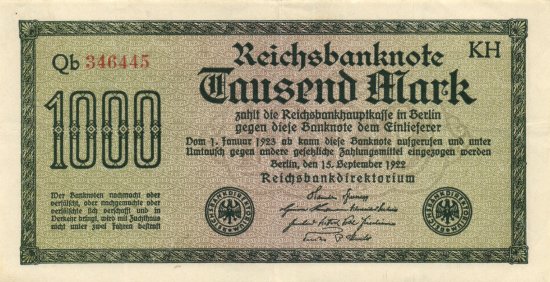 Qb 346445
Reichsbanknote
KH
Tausend Mark
1000
zahlt die Reichsbankhauptkasse in Berlin
gegen diese Banknote dem Einlieferer
Vom 1. Januar 1923 ab kann diese Banknote aufgerufen und unter
Umtausch gegen andere gesetzliche Zahlungsmittel eingezogen werden
Berlin, den 15. September 1922
Reichsbankdirektorium
Wer Banknoten nachmacht oder
verfälscht, oder nachgemachte oder
verfälschte sich verschafft und in
Verkehr bringt, wird mit Zuchthaus
nicht unter zwei Jahren bestraft
REICHSBANKDIREKTORIUM
REICHSBANKDIREKTORIUM